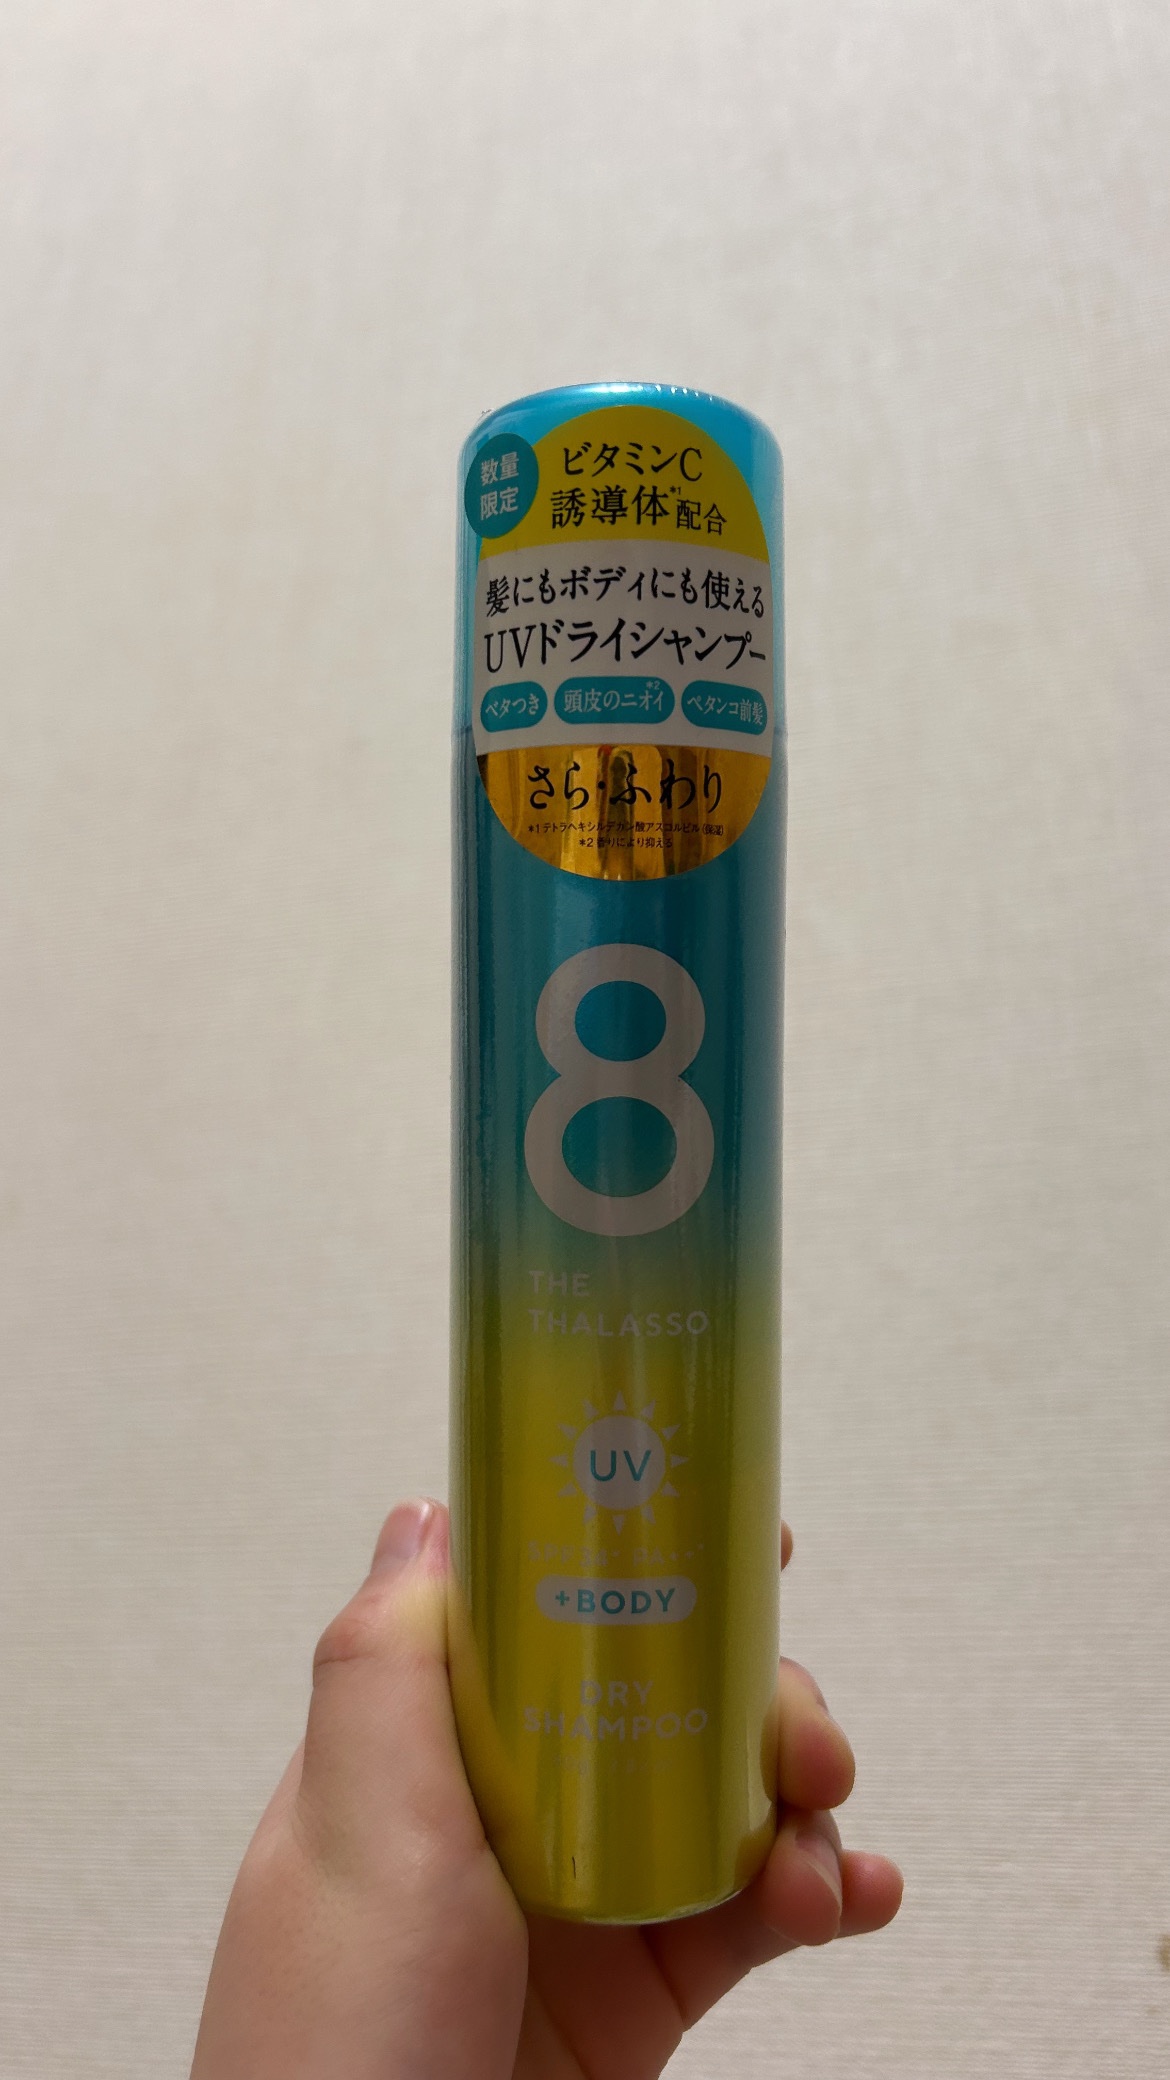 数量
限定
ビタミンC
誘導体*1配合
髪にもボディにも使える
UVドライシャンプー
ベタつき 頭皮のニオイ*2 ペタンコ前髪
さら・ふわり
*1 テトラヘキシルデカン酸アスコルビル(保湿)
*2 香りにより抑える
8
THE
THALASSO
UV
+BODY
DRY
SHAMPOO